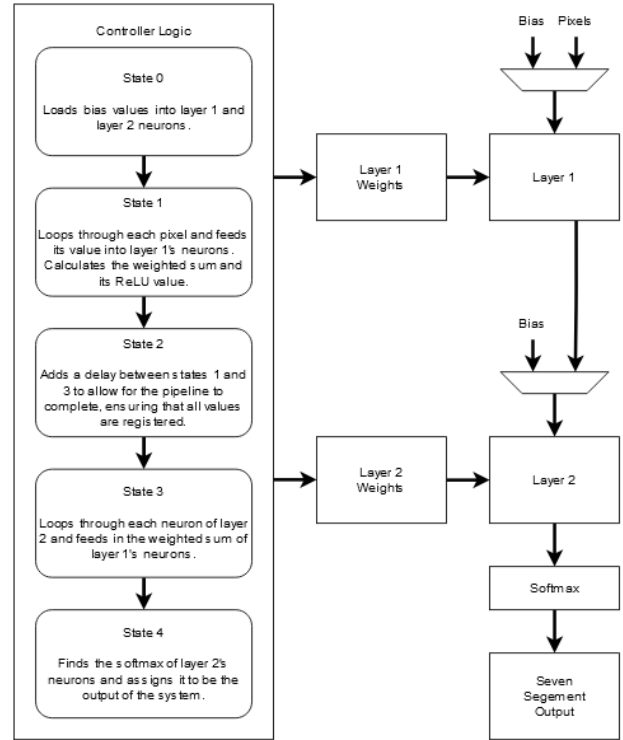 Controller Logic
State 0
Loads bias values into layer 1 and
layer 2 neurons.
State 1
Loops through each pixel and feeds
its value into layer 1's neurons.
Calculates the weighted sum and
its ReLU value.
State 2
Adds a delay between states 1 and
3 to allow for the pipeline to
complete, ensuring that all values
are registered.
State 3
Loops through each neuron of layer
2 and feeds in the weighted sum of
layer 1's neurons.
State 4
Finds the softmax of layer 2's
neurons and assigns it to be the
output of the system.
Layer 1
Weights
Layer 2
Weights
Bias Pixels
Layer 1
Bias
Layer 2
Softmax
Seven
Segement
Output